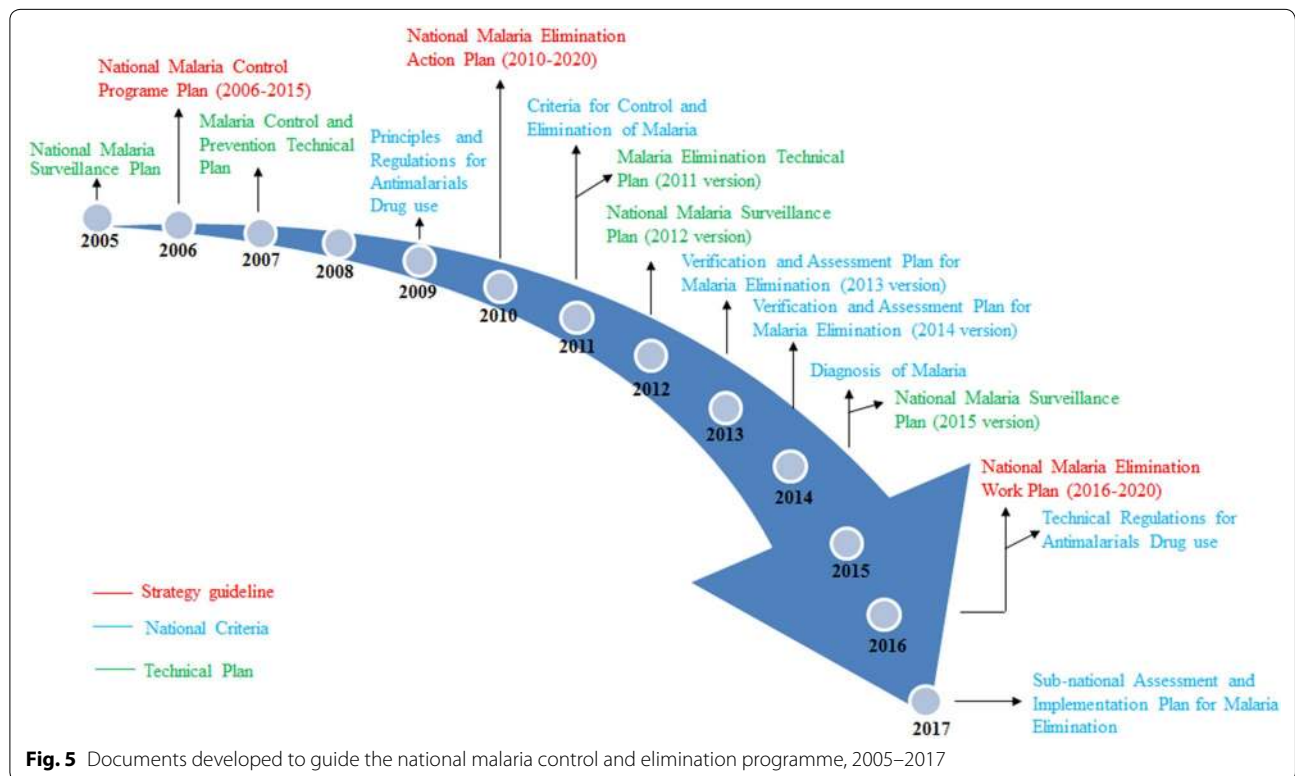 National Malaria Elimination
Action Plan (2010-2020)
National Malaria Control
Programe Plan (2006-2015)
Criteria for Control and
Elimination of Malaria
Malaria Control and
Prevention Technical
Plan
Principles and
Regulations for
Antimalarials
Drug use
National Malaria
Surveillance Plan
Malaria Elimination Technical
Plan (2011 version)
National Malaria Surveillance
Plan (2012 version)
Verification and Assessment Plan for
Malaria Elimination (2013 version)
Verification and Assessment Plan for
Malaria Elimination (2014 version)
Diagnosis of Malaria
National Malaria Surveillance
Plan (2015 version)
National Malaria Elimination
Work Plan (2016-2020)
Technical Regulations for
Antimalarials Drug use
Sub-national Assessment and
Implementation Plan for Malaria
Elimination
2005
2006
2007
2008
2009
2010
2011
2012
2013
2014
2015
2016
2017
Strategy guideline
National Criteria
Technical Plan
Fig. 5 Documents developed to guide the national malaria control and elimination programme, 2005–2017